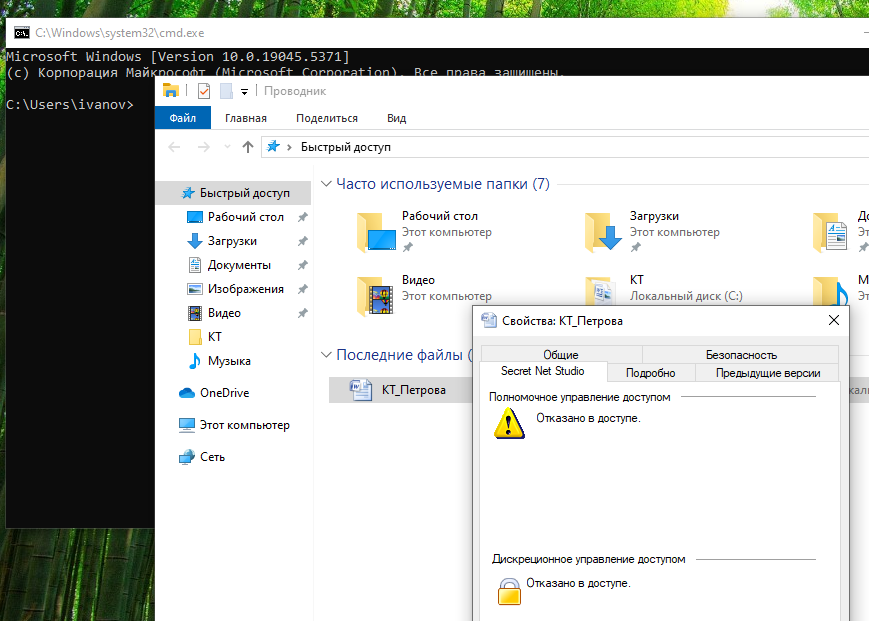 C:\Windows\system32\cmd.exe
Microsoft Windows [Version 10.0.19045.5371]
(c) Корпорация Майкрософт (Microsoft Corporation). Все права защищены.
C:\Users\ivanov>
Проводник
Файл Главная Поделиться Вид
Быстрый доступ
Быстрый доступ
Рабочий стол
Загрузки
Документы
Изображения
Видео
КТ
Музыка
OneDrive
Этот компьютер
Сеть
Часто используемые папки (7)
Рабочий стол
Этот компьютер
Загрузки
Этот компьютер
Видео
Этот компьютер
КТ
Локальный диск (C:)
Последние файлы
КТ_Петрова
Свойства: КТ_Петрова
Общие Безопасность
Secret Net Studio Подробно Предыдущие версии
Полномочное управление доступом
Отказано в доступе.
Дискреционное управление доступом
Отказано в доступе.